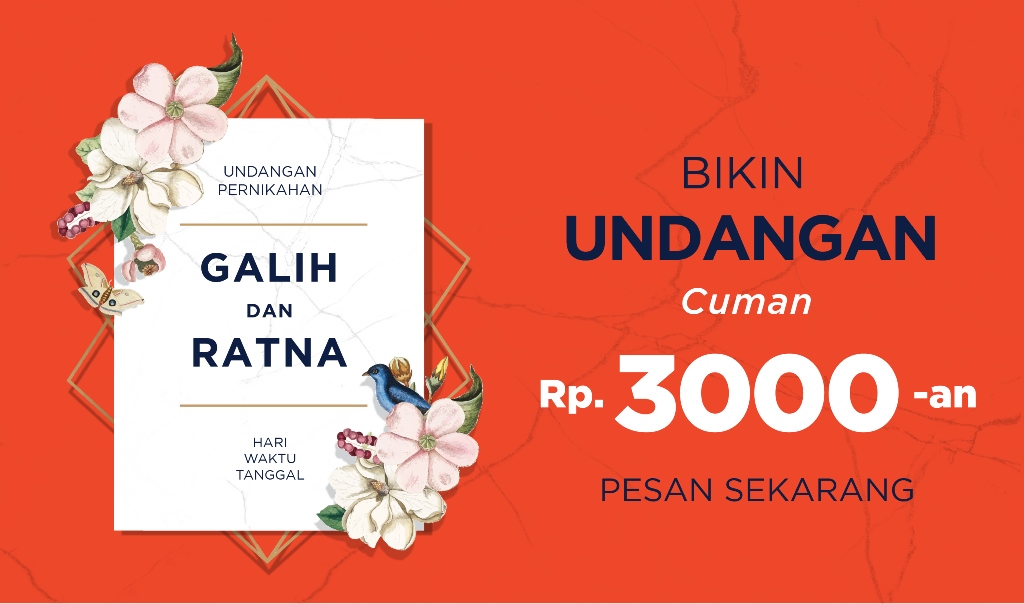 UNDANGAN
PERNIKAHAN
GALIH
DAN
RATNA
HARI
WAKTU
TANGGAL
BIKIN
UNDANGAN
Cuman
Rp. 3000 -an
PESAN SEKARANG